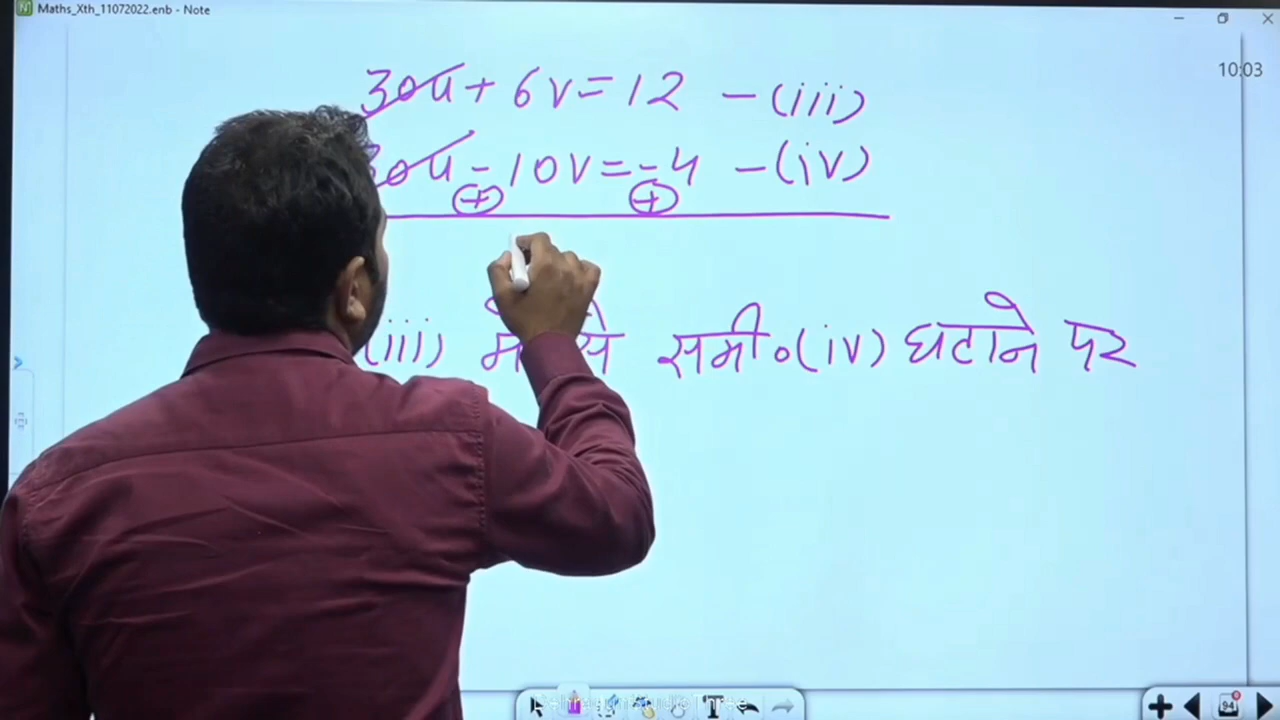 Maths_Xth_11072022.enb - Note
10:03
30u + 6v = 12 - (iii)
30u - 10v = - 4 - (iv)
(+) (+)
(iii) में से समी० (iv) घटाने पर
T
94